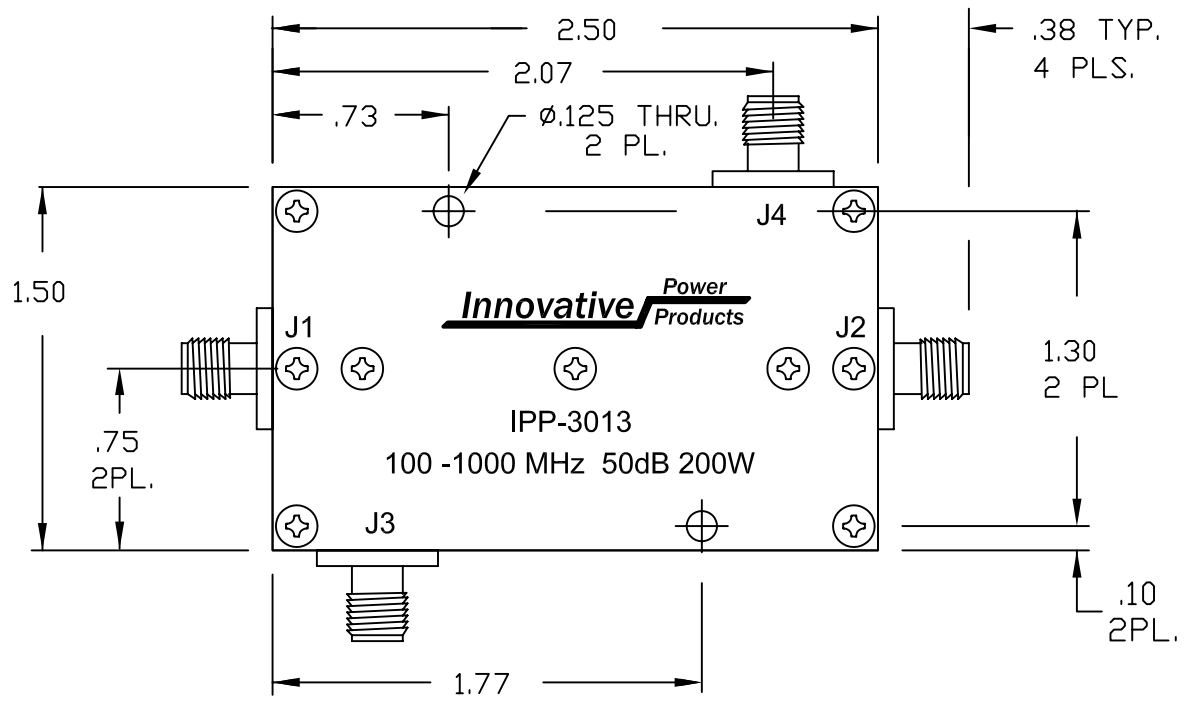 2.50
.38 TYP.
4 PLS.
2.07
.73
Ø.125 THRU.
2 PL.
J4
1.50
Innovative Power
Products
J1
J2
1.30
2 PL
.75
2PL.
IPP-3013
100 -1000 MHz 50dB 200W
J3
.10
2PL.
1.77